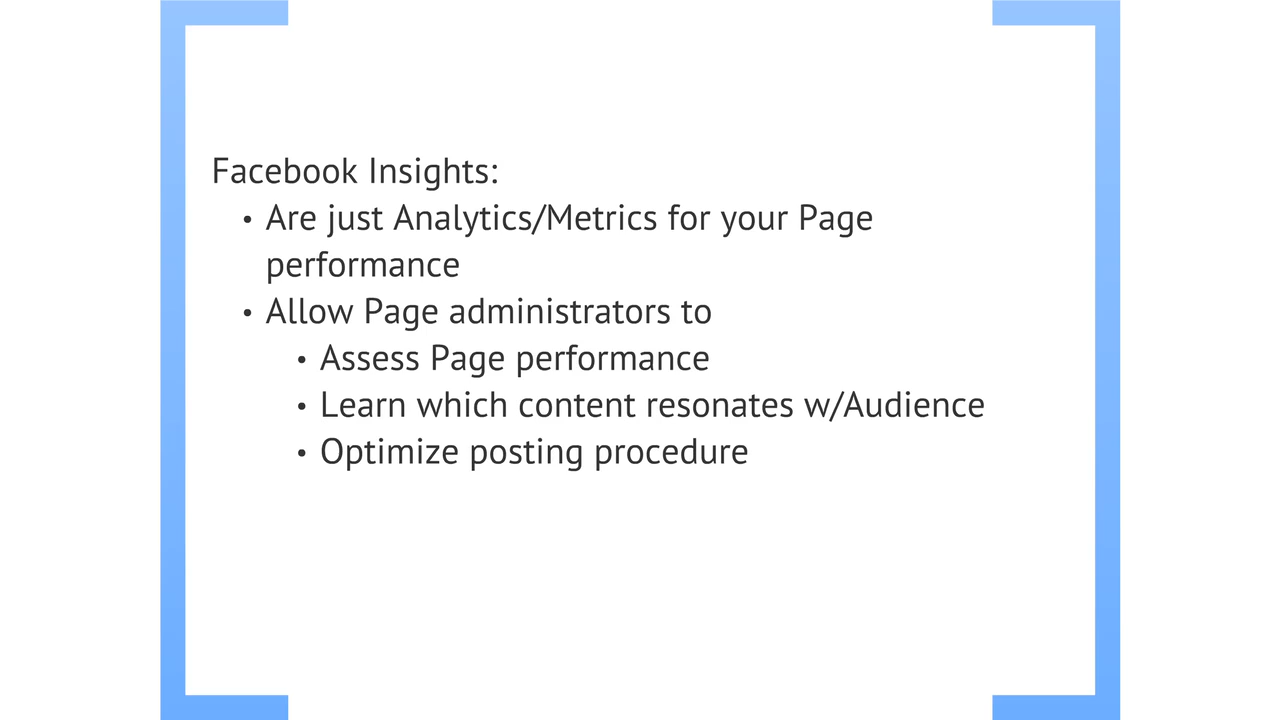 Facebook Insights:
• Are just Analytics/Metrics for your Page
performance
• Allow Page administrators to
• Assess Page performance
• Learn which content resonates w/Audience
• Optimize posting procedure